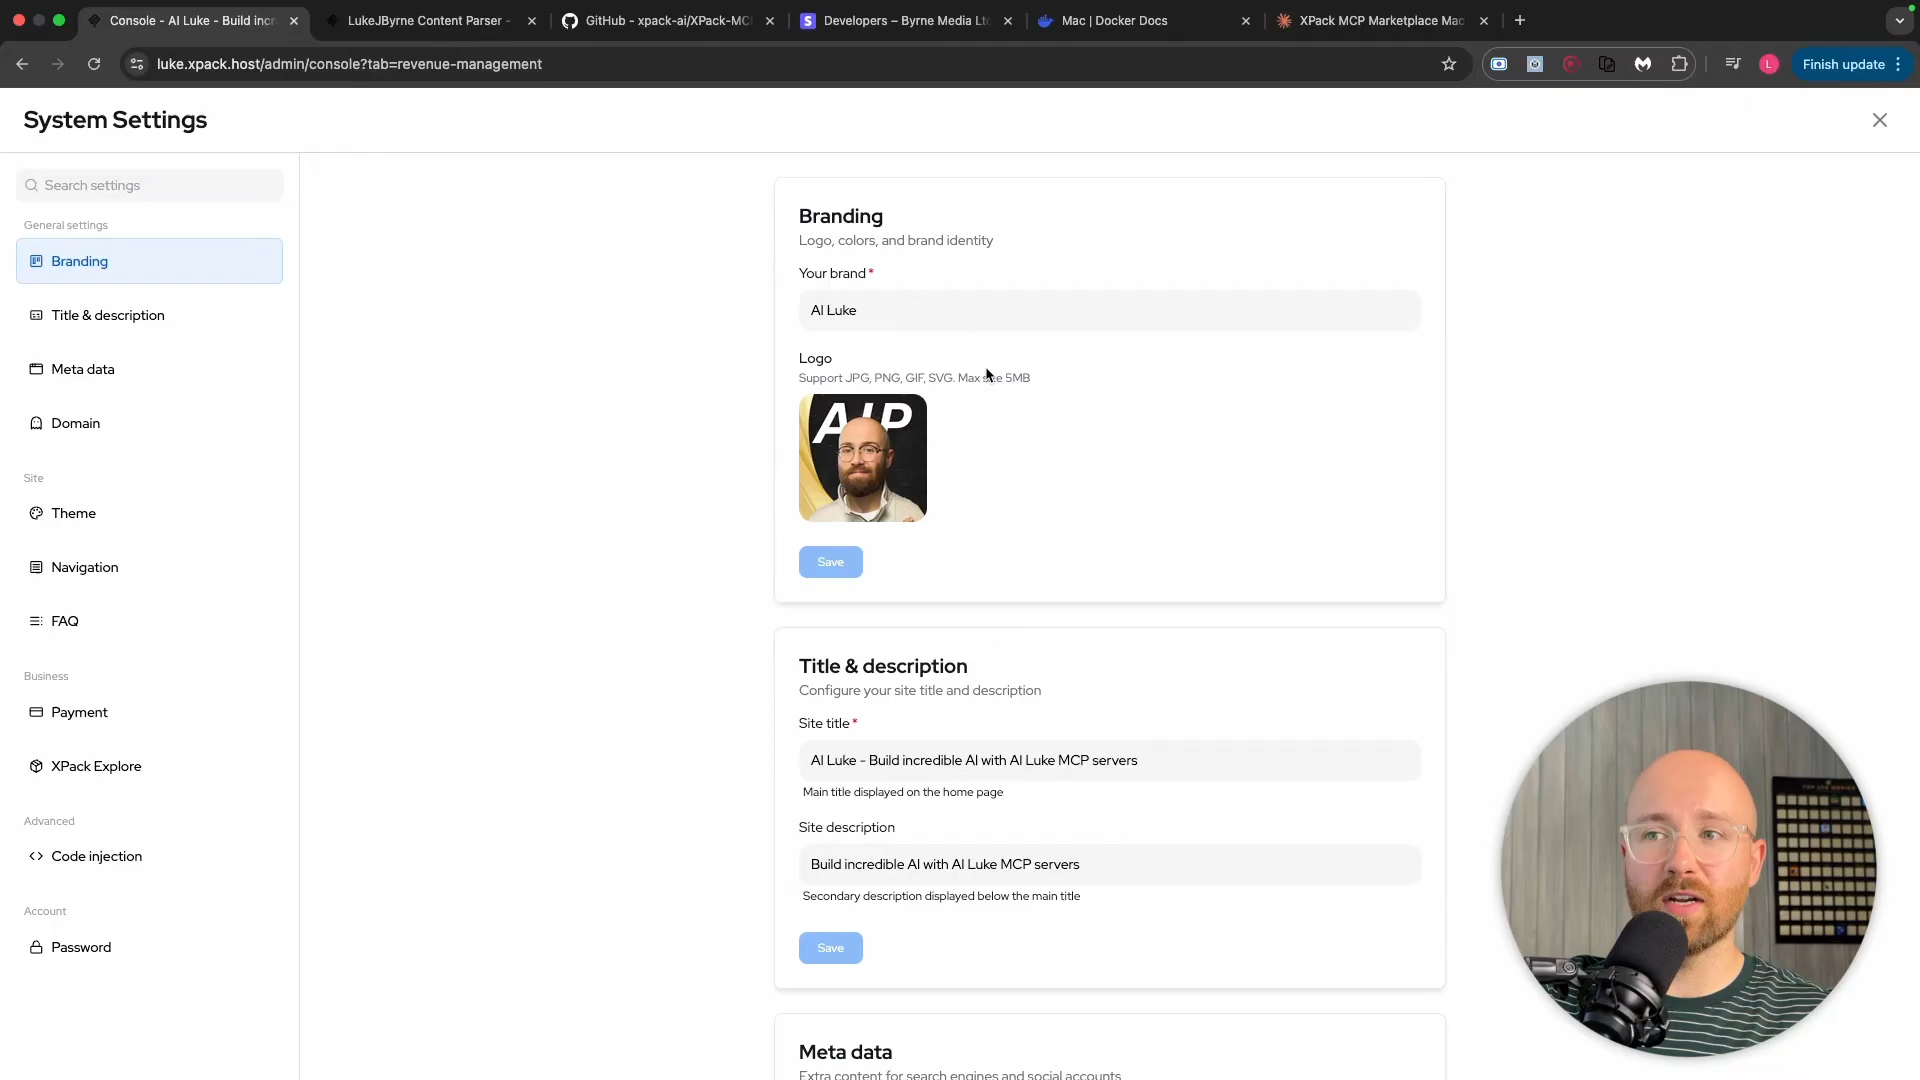 Console - AI Luke - Build incr
LukeJByrne Content Parser -
GitHub - xpack-ai/XPack-MC
Developers – Byrne Media Lt
Mac | Docker Docs
XPack MCP Marketplace Mac
luke.xpack.host/admin/console?tab=revenue-management
L
Finish update
System Settings
Search settings
General settings
Branding
Title & description
Meta data
Domain
Site
Theme
Navigation
FAQ
Business
Payment
XPack Explore
Advanced
Code injection
Account
Password
Branding
Logo, colors, and brand identity
Your brand*
AI Luke
Logo
Support JPG, PNG, GIF, SVG. Max size 5MB
AIP
Save
Title & description
Configure your site title and description
Site title*
AI Luke - Build incredible AI with AI Luke MCP servers
Main title displayed on the home page
Site description
Build incredible AI with AI Luke MCP servers
Secondary description displayed below the main title
Save
Meta data
Extra content for search engines and social accounts